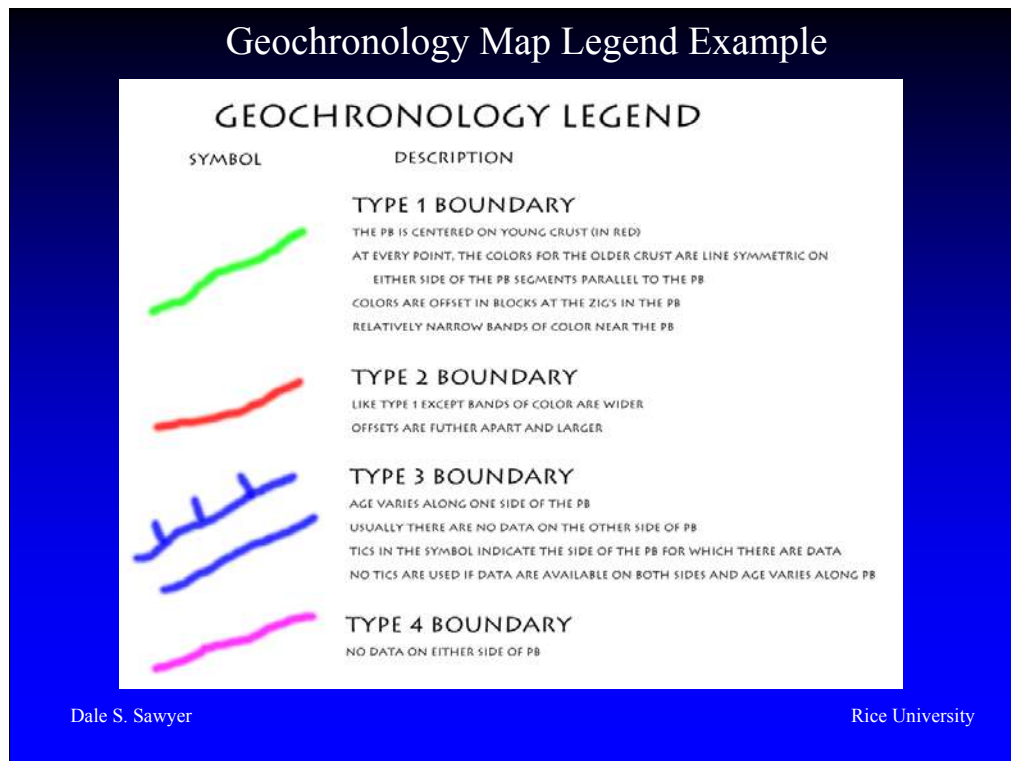 Geochronology Map Legend Example
GEOCHRONOLOGY LEGEND
SYMBOL DESCRIPTION
TYPE 1 BOUNDARY
THE PB IS CENTERED ON YOUNG CRUST (IN RED)
AT EVERY POINT, THE COLORS FOR THE OLDER CRUST ARE LINE SYMMETRIC ON
EITHER SIDE OF THE PB SEGMENTS PARALLEL TO THE PB
COLORS ARE OFFSET IN BLOCKS AT THE ZIG'S IN THE PB
RELATIVELY NARROW BANDS OF COLOR NEAR THE PB
TYPE 2 BOUNDARY
LIKE TYPE 1 EXCEPT BANDS OF COLOR ARE WIDER
OFFSETS ARE FUTHER APART AND LARGER
TYPE 3 BOUNDARY
AGE VARIES ALONG ONE SIDE OF THE PB
USUALLY THERE ARE NO DATA ON THE OTHER SIDE OF PB
TICS IN THE SYMBOL INDICATE THE SIDE OF THE PB FOR WHICH THERE ARE DATA
NO TICS ARE USED IF DATA ARE AVAILABLE ON BOTH SIDES AND AGE VARIES ALONG PB
TYPE 4 BOUNDARY
NO DATA ON EITHER SIDE OF PB
Dale S. Sawyer Rice University